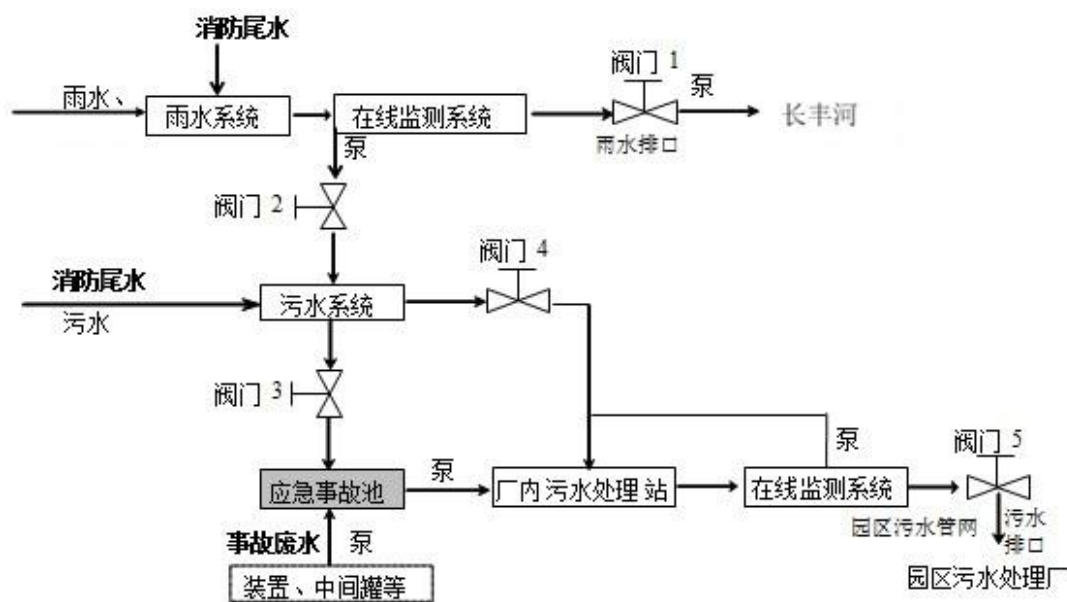 消防尾水
阀门 1
泵
雨水、
雨水系统
在线监测系统
长丰河
雨水排口
泵
阀门 2
阀门 4
消防尾水
污水系统
污水
阀门 3
泵
阀门 5
泵
应急事故池
厂内污水处理站
在线监测系统
园区污水管网
污水
排口
事故废水
泵
园区污水处理厂
装置、中间罐等